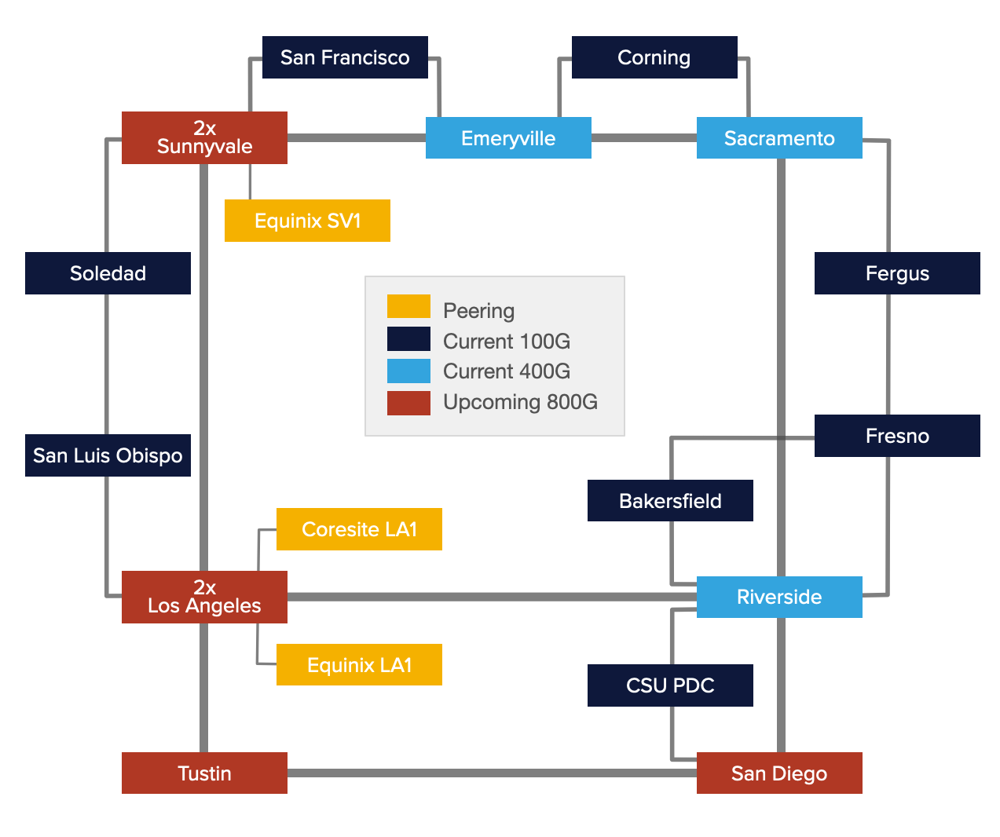 San Francisco
Corning
2x
Sunnyvale
Emeryville
Sacramento
Equinix SV1
Soledad
Fergus
Peering
Current 100G
Current 400G
Upcoming 800G
Fresno
San Luis Obispo
Bakersfield
Coresite LA1
2x
Los Angeles
Riverside
Equinix LA1
CSU PDC
Tustin
San Diego